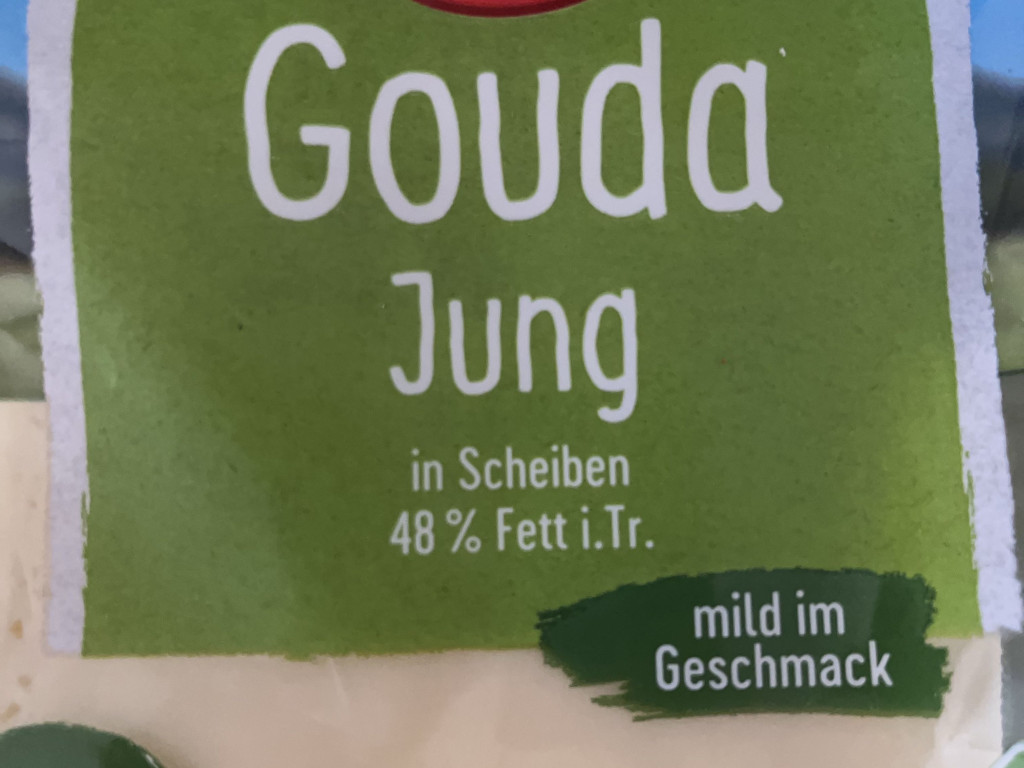 Gouda
Jung
in Scheiben
48 % Fett i.Tr.
mild im
Geschmack